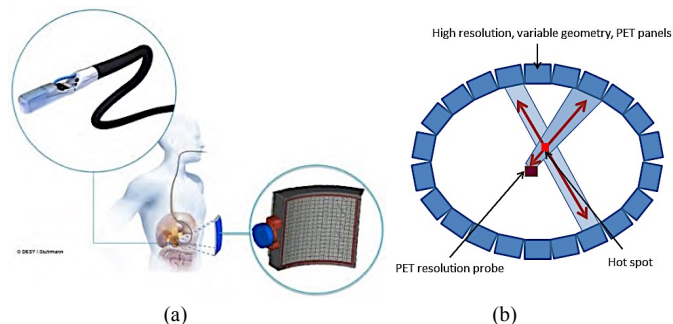 High resolution, variable geometry, PET panels
© DESY / Stuhrmann
PET resolution probe
Hot spot
(a)
(b)